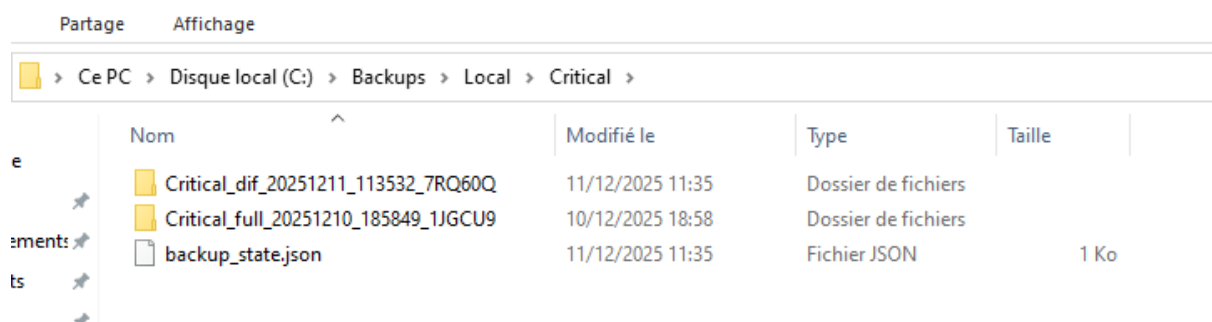 Partage Affichage
Ce PC > Disque local (C:) > Backups > Local > Critical >
Nom Modifié le Type Taille
e
Critical_dif_20251211_113532_7RQ60Q 11/12/2025 11:35 Dossier de fichiers
Critical_full_20251210_185849_1JGCU9 10/12/2025 18:58 Dossier de fichiers
ements
backup_state.json 11/12/2025 11:35 Fichier JSON 1 Ko
ts